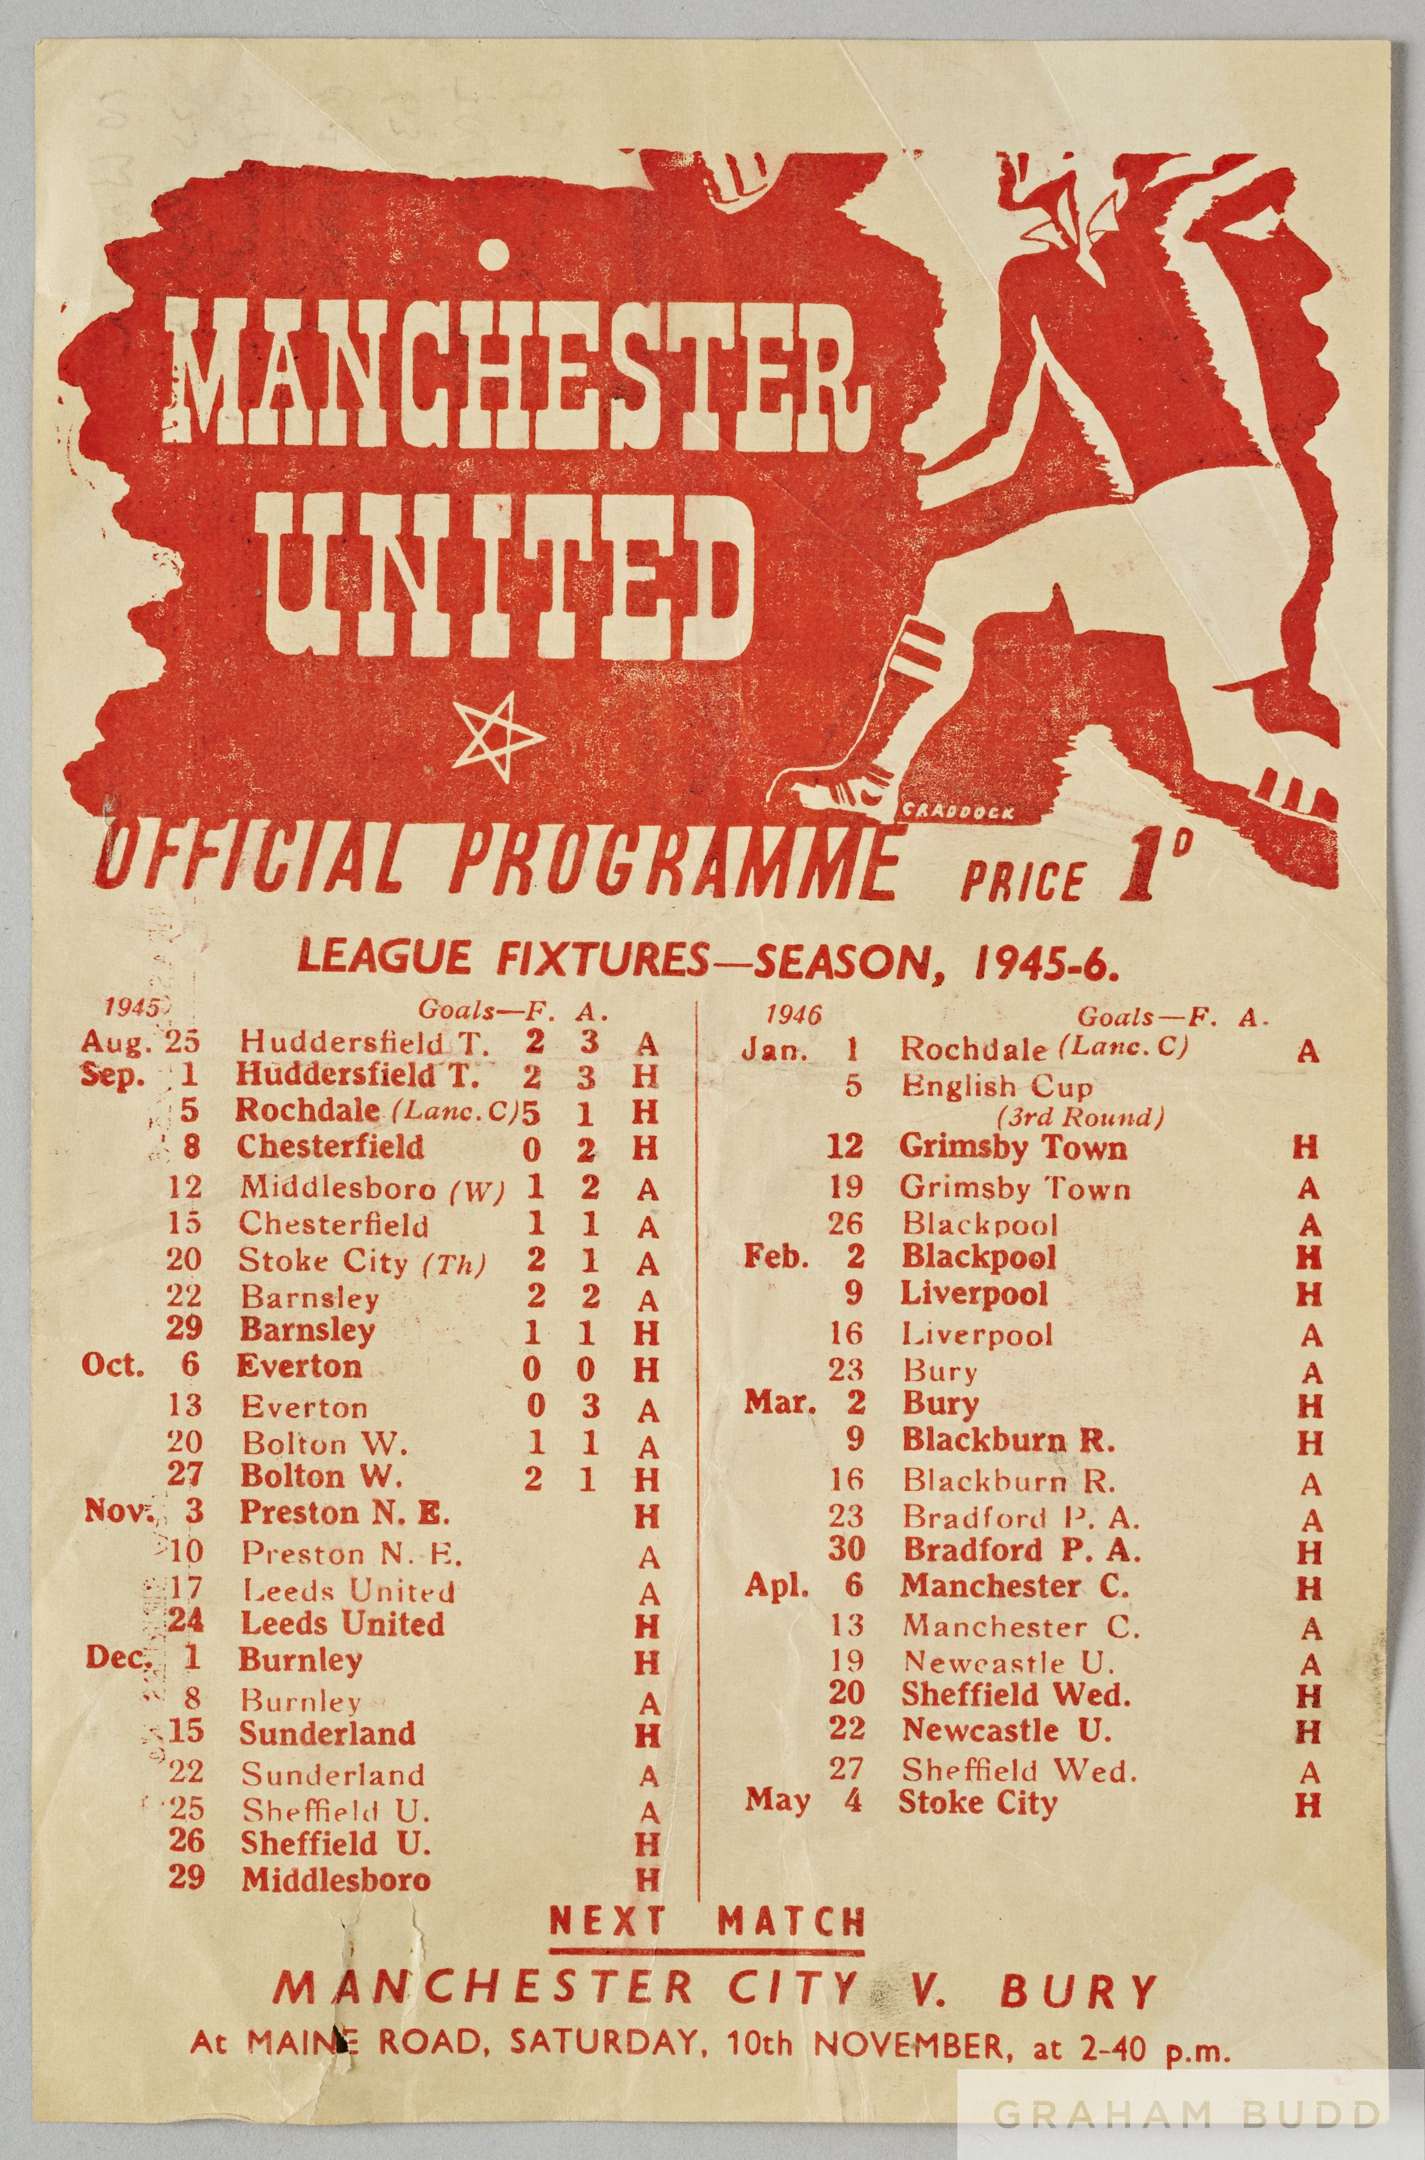 MANCHESTER
UNITED
CRADDOCK
OFFICIAL PROGRAMME PRICE 1D
LEAGUE FIXTURES—SEASON, 1945-6.
1945 Goals—F. A.
Aug. 25 Huddersfield T. 2 3 A
Sep. 1 Huddersfield T. 2 3 H
5 Rochdale (Lanc. C) 5 1 H
8 Chesterfield 0 2 H
12 Middlesboro (W) 1 2 A
15 Chesterfield 1 1 A
20 Stoke City (Th) 2 1 A
22 Barnsley 2 2 A
29 Barnsley 1 1 H
Oct. 6 Everton 0 0 H
13 Everton 0 3 A
20 Bolton W. 1 1 A
27 Bolton W. 2 1 H
Nov. 3 Preston N. E. H
10 Preston N. E. A
17 Leeds United A
24 Leeds United H
Dec. 1 Burnley H
8 Burnley A
15 Sunderland H
22 Sunderland A
25 Sheffield U. A
26 Sheffield U. H
29 Middlesboro H
1946 Goals—F. A.
Jan. 1 Rochdale (Lanc. C) A
5 English Cup
(3rd Round)
12 Grimsby Town H
19 Grimsby Town A
26 Blackpool A
Feb. 2 Blackpool H
9 Liverpool H
16 Liverpool A
23 Bury A
Mar. 2 Bury H
9 Blackburn R. H
16 Blackburn R. A
23 Bradford P. A. A
30 Bradford P. A. H
Apl. 6 Manchester C. H
13 Manchester C. A
19 Newcastle U. A
20 Sheffield Wed. H
22 Newcastle U. H
27 Sheffield Wed. A
May 4 Stoke City H
NEXT MATCH
MANCHESTER CITY V. BURY
At MAINE ROAD, SATURDAY, 10th NOVEMBER, at 2-40 p.m.
GRAHAM BUDD